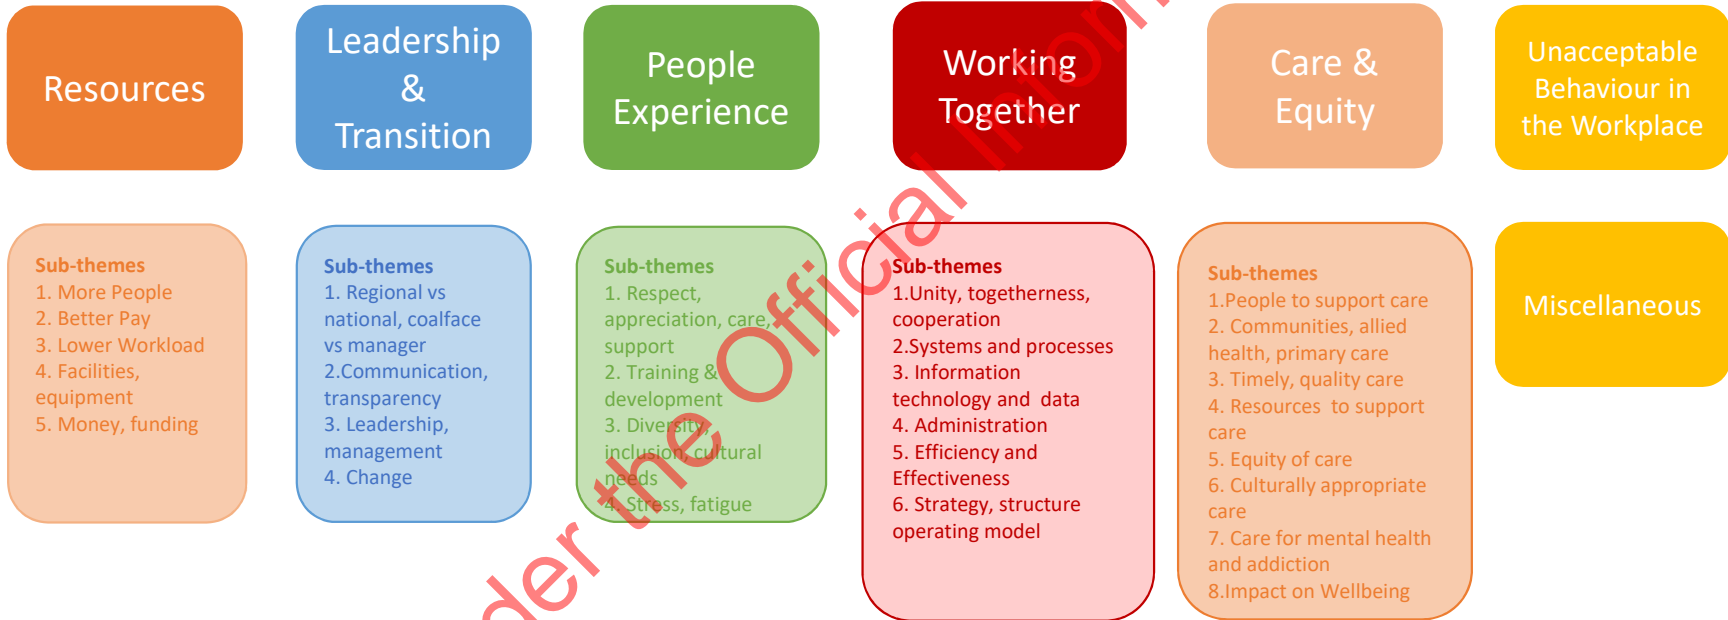 Resources
Leadership
&
Transition
People
Experience
Working
Together
Care &
Equity
Unacceptable
Behaviour in
the Workplace
Sub-themes
1. More People
2. Better Pay
3. Lower Workload
4. Facilities,
equipment
5. Money, funding
Sub-themes
1. Regional vs
national, coalface
vs manager
2.Communication,
transparency
3. Leadership,
management
4. Change
Sub-themes
1. Respect,
appreciation, care,
support
2. Training &
development
3. Diversity,
inclusion, cultural
needs
4. Stress, fatigue
Sub-themes
1.Unity, togetherness,
cooperation
2.Systems and processes
3. Information
technology and data
4. Administration
5. Efficiency and
Effectiveness
6. Strategy, structure
operating model
Sub-themes
1.People to support care
2. Communities, allied
health, primary care
3. Timely, quality care
4. Resources to support
care
5. Equity of care
6. Culturally appropriate
care
7. Care for mental health
and addiction
8.Impact on Wellbeing
Miscellaneous
the Official